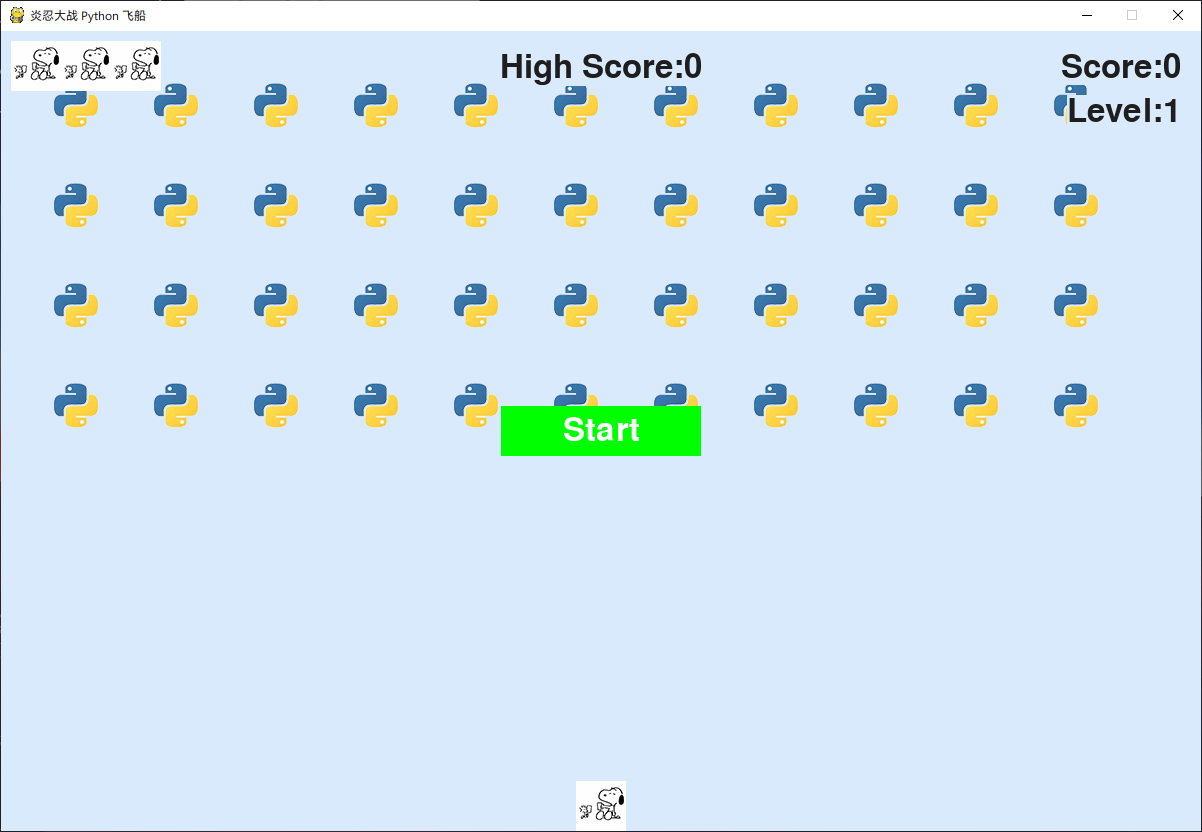 炎忍大战 Python 飞船
High Score:0
Score:0
Level:1
Start